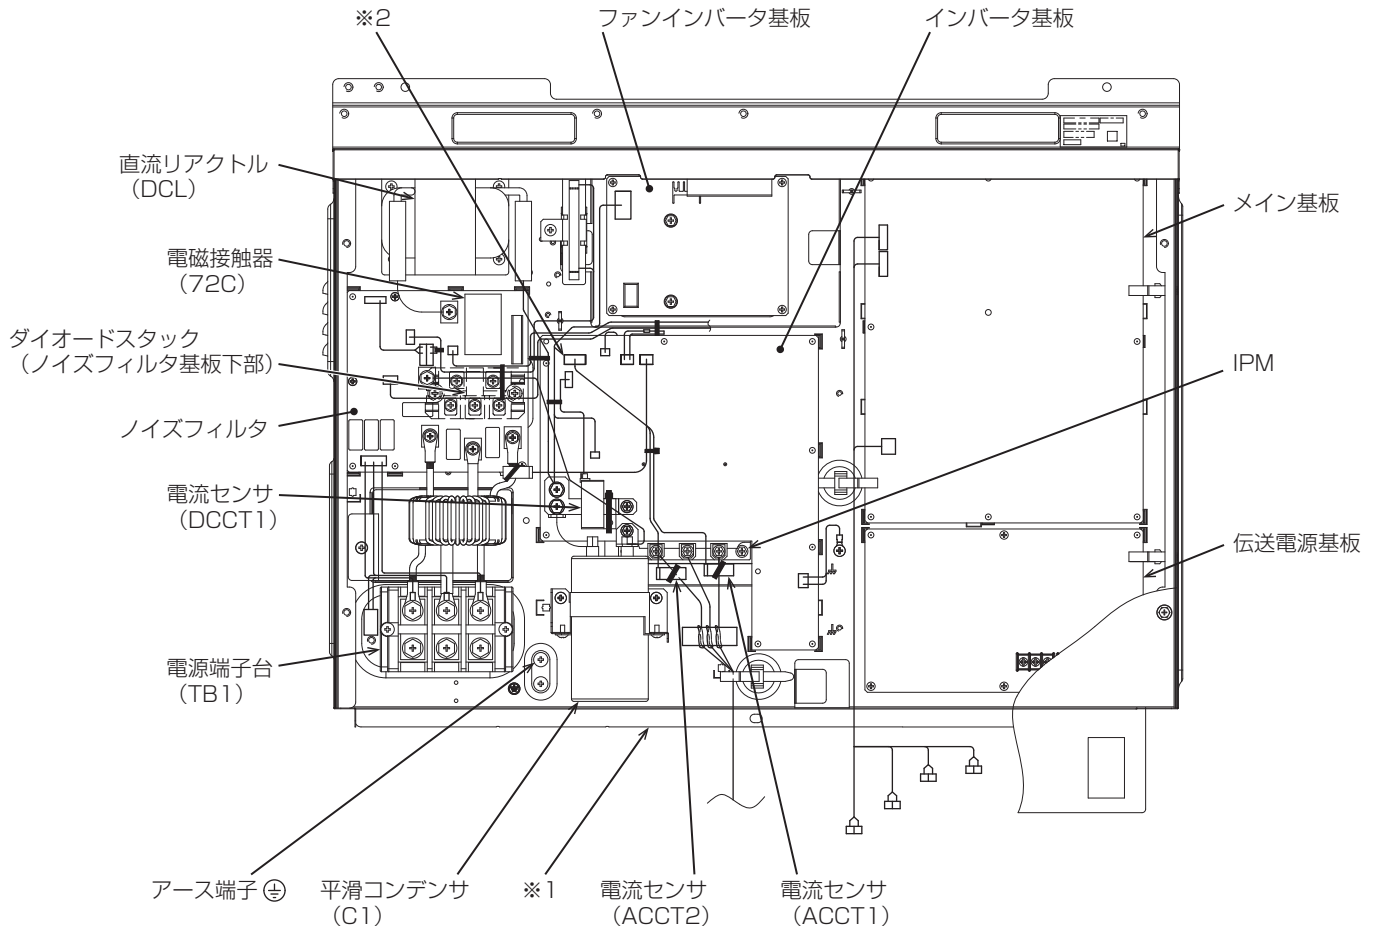 ※2
ファンインバータ基板
インバータ基板
直流リアクトル
（DCL）
メイン基板
電磁接触器
（72C）
ダイオードスタック
（ノイズフィルタ基板下部）
IPM
ノイズフィルタ
電流センサ
（DCCT1）
伝送電源基板
電源端子台
（TB1）
アース端子
平滑コンデンサ
（C1）
※1
電流センサ
（ACCT2）
電流センサ
（ACCT1）